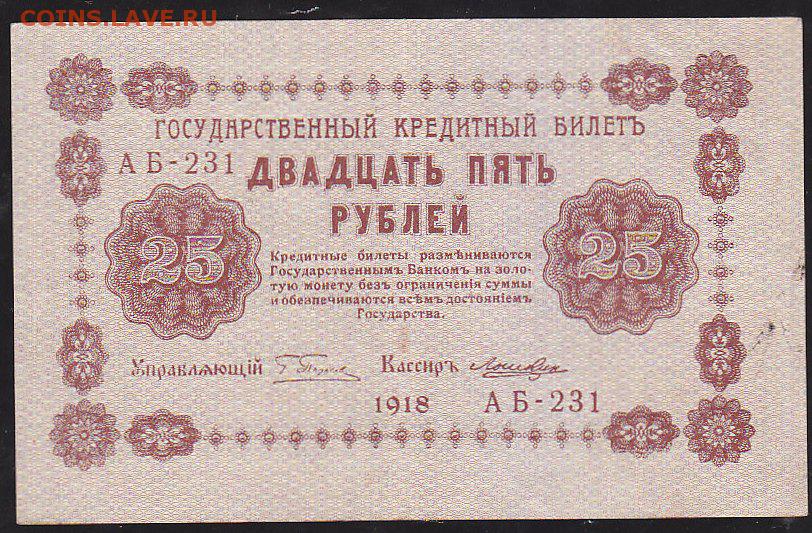 COINS.LAVE.РУ
ГОСУДАРСТВЕННЫЙ КРЕДИТНЫЙ БИЛЕТЪ
АБ-231 ДВАДЦАТЬ ПЯТЬ
РУБЛЕЙ
25
25
Кредитные билеты размѣниваются
Государственнымъ Банкомъ на золо-
тую монету безъ ограниченія суммы
и обезпечиваются всѣмъ достояніемъ
Государства.
Управляющій
Кассиръ
1918 АБ-231